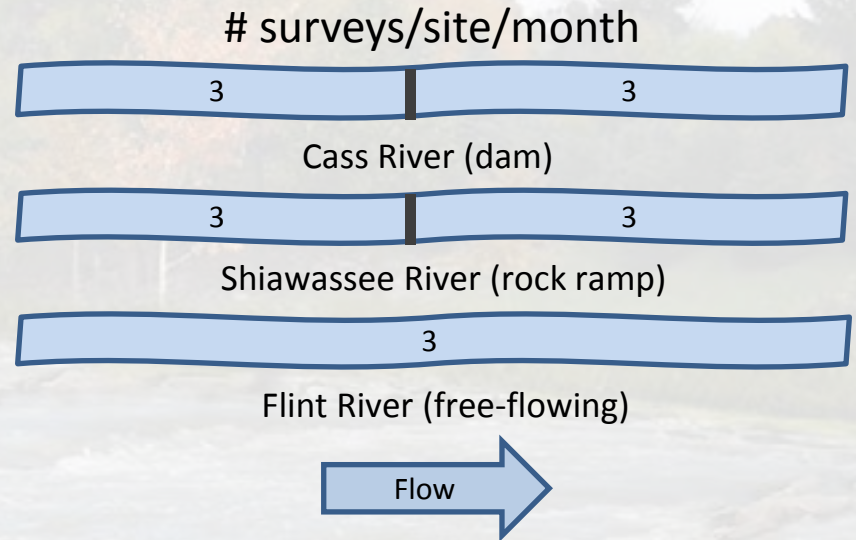 # surveys/site/month
3 3
Cass River (dam)
3 3
Shiawassee River (rock ramp)
3
Flint River (free-flowing)
Flow